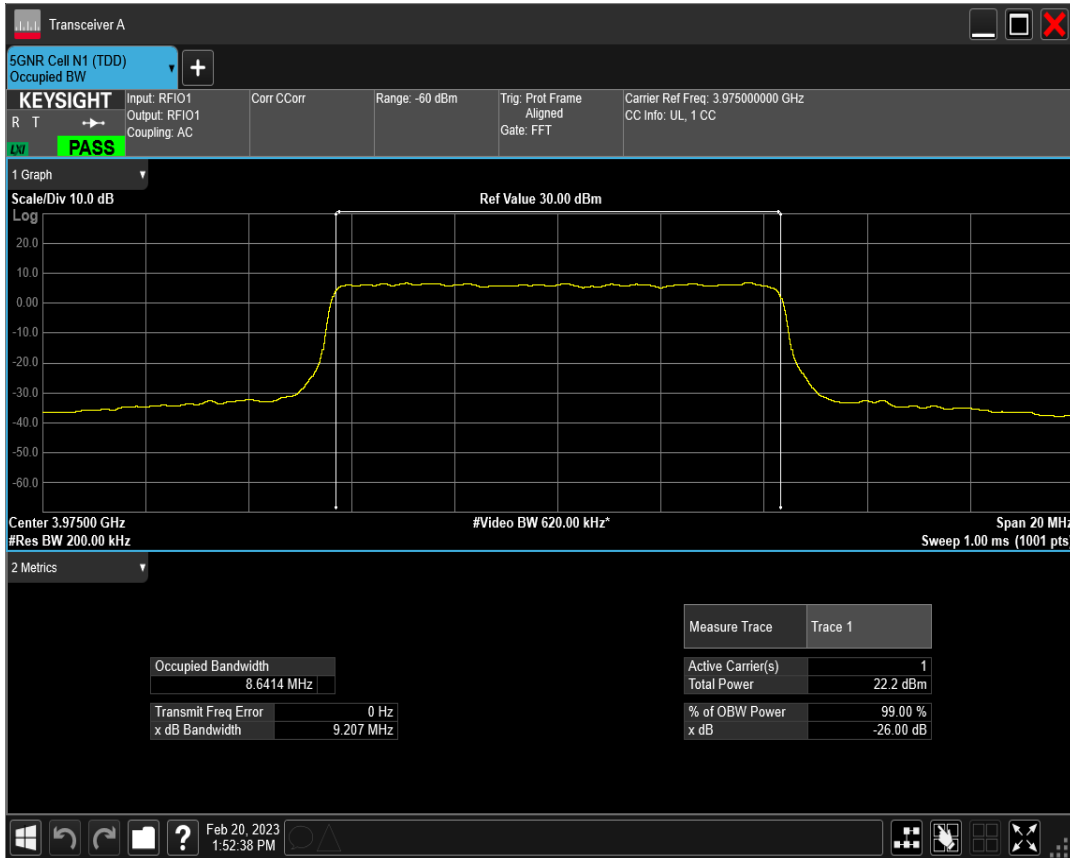 Transceiver A
5GNR Cell N1 (TDD)
Occupied BW
+
KEYSIGHT
R T
LXI
PASS
Input: RFIO1
Output: RFIO1
Coupling: AC
Corr CCorr
Range: -60 dBm
Trig: Prot Frame
Aligned
Gate: FFT
Carrier Ref Freq: 3.975000000 GHz
CC Info: UL, 1 CC
1 Graph
Scale/Div 10.0 dB
Ref Value 30.00 dBm
Log
20.0
10.0
0.00
-10.0
-20.0
-30.0
-40.0
-50.0
-60.0
Center 3.97500 GHz
#Video BW 620.00 kHz*
Span 20 MHz
#Res BW 200.00 kHz
Sweep 1.00 ms (1001 pts)
2 Metrics
Measure Trace Trace 1
Occupied Bandwidth
8.6414 MHz
Active Carrier(s) 1
Total Power 22.2 dBm
Transmit Freq Error 0 Hz
x dB Bandwidth 9.207 MHz
% of OBW Power 99.00 %
x dB -26.00 dB
?
Feb 20, 2023
1:52:38 PM